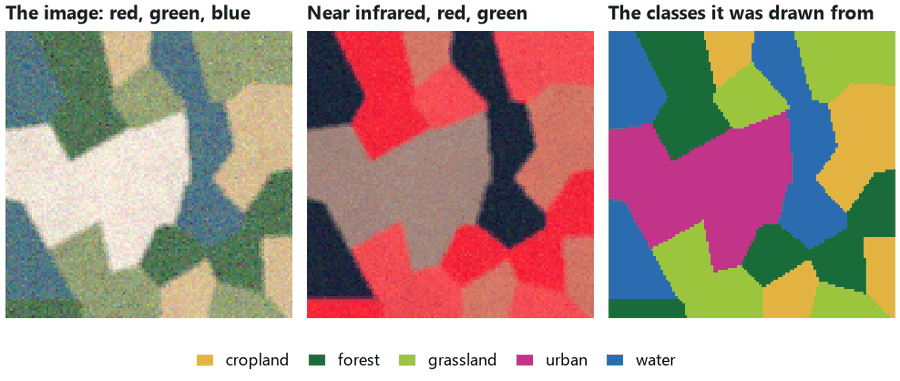 The image: red, green, blue
Near infrared, red, green
The classes it was drawn from
cropland
forest
grassland
urban
water